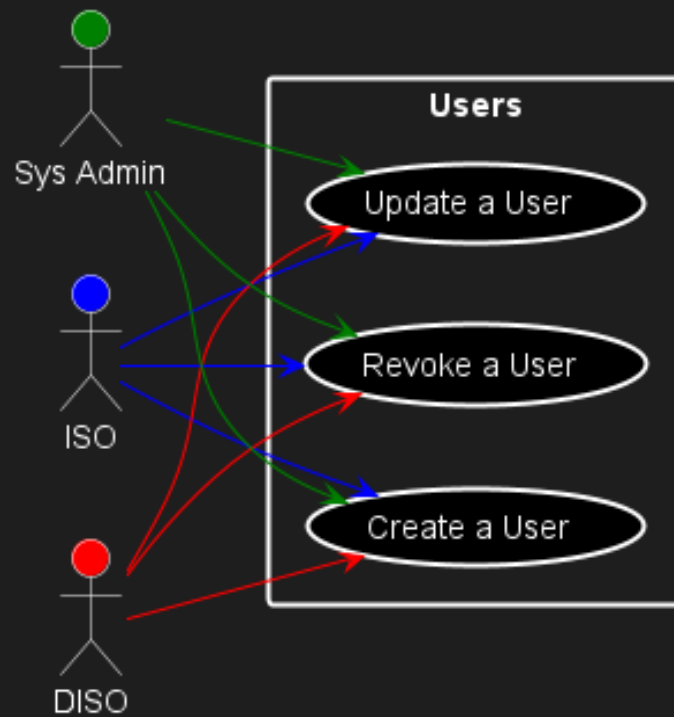 Users
Sys Admin
Update a User
ISO
Revoke a User
Create a User
DISO